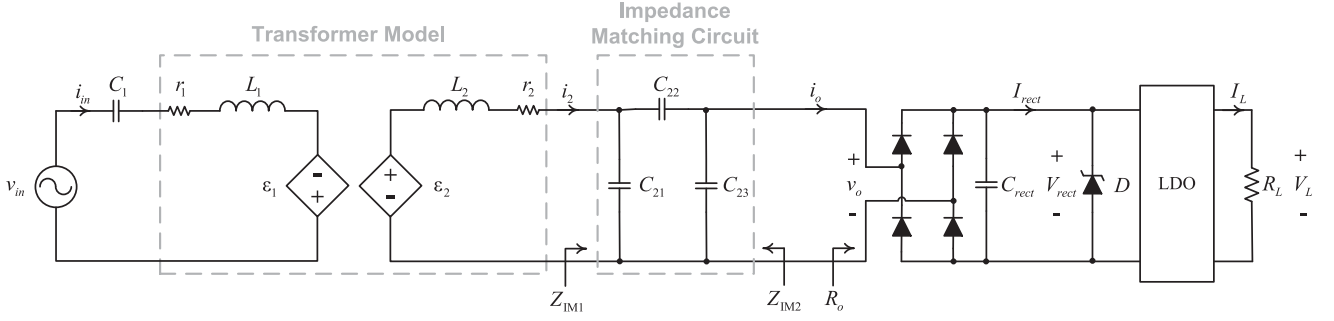 Impedance
Matching Circuit
Transformer Model
i_in
C_1
r_1
L_1
L_2
r_2
i_2
C_22
i_o
I_rect
I_L
v_in
ε_1
-
+
+
-
ε_2
C_21
C_23
+
v_o
-
C_rect
+
V_rect
-
D
LDO
R_L
+
V_L
-
Z_IM1
Z_IM2
R_o